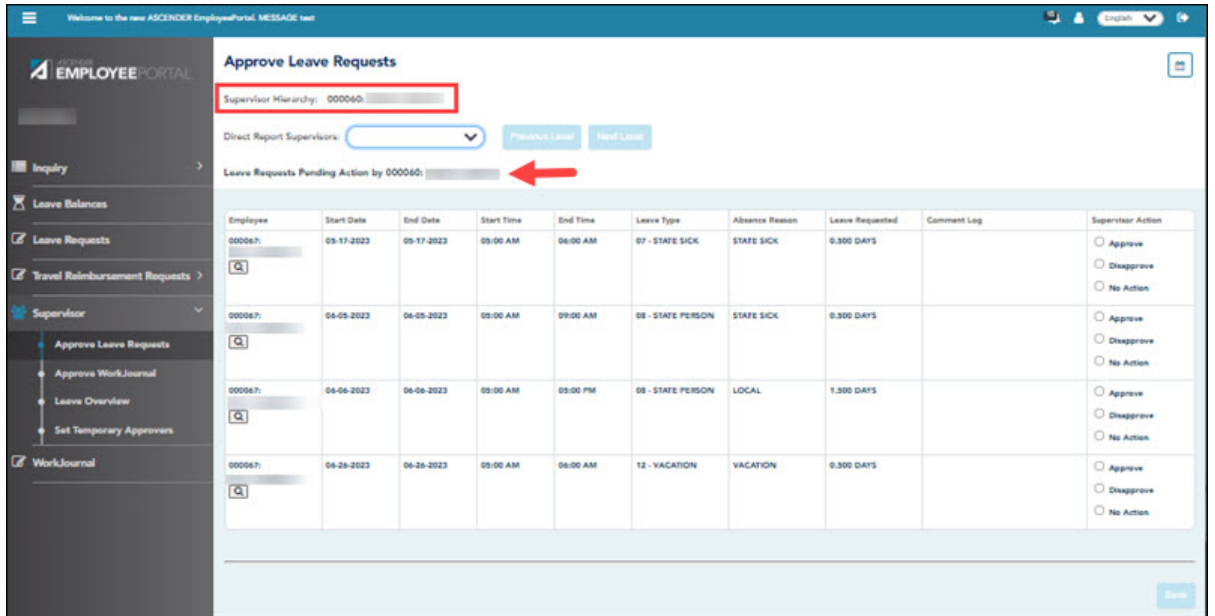 Welcome to the new ASCENDER EmployeePortal. MESSAGE test
English
ASCENDER
EMPLOYEEPORTAL
Inquiry
Leave Balances
Leave Requests
Travel Reimbursement Requests
Supervisor
Approve Leave Requests
Approve WorkJournal
Leave Overview
Set Temporary Approvers
WorkJournal
Approve Leave Requests
Supervisor Hierarchy: 000060:
Direct Report Supervisors: Previous Level Next Level
Leave Requests Pending Action by 000060:
Employee Start Date End Date Start Time End Time Leave Type Absence Reason Leave Requested Comment Log Supervisor Action
000067: 05-17-2023 05-17-2023 05:00 AM 06:00 AM 07 - STATE SICK STATE SICK 0.500 DAYS Approve
Disapprove
No Action
000067: 06-05-2023 06-05-2023 05:00 AM 09:00 AM 08 - STATE PERSON STATE SICK 0.500 DAYS Approve
Disapprove
No Action
000067: 06-06-2023 06-06-2023 05:00 AM 05:00 PM 08 - STATE PERSON LOCAL 1.500 DAYS Approve
Disapprove
No Action
000067: 06-26-2023 06-26-2023 05:00 AM 06:00 AM 12 - VACATION VACATION 0.500 DAYS Approve
Disapprove
No Action
Save